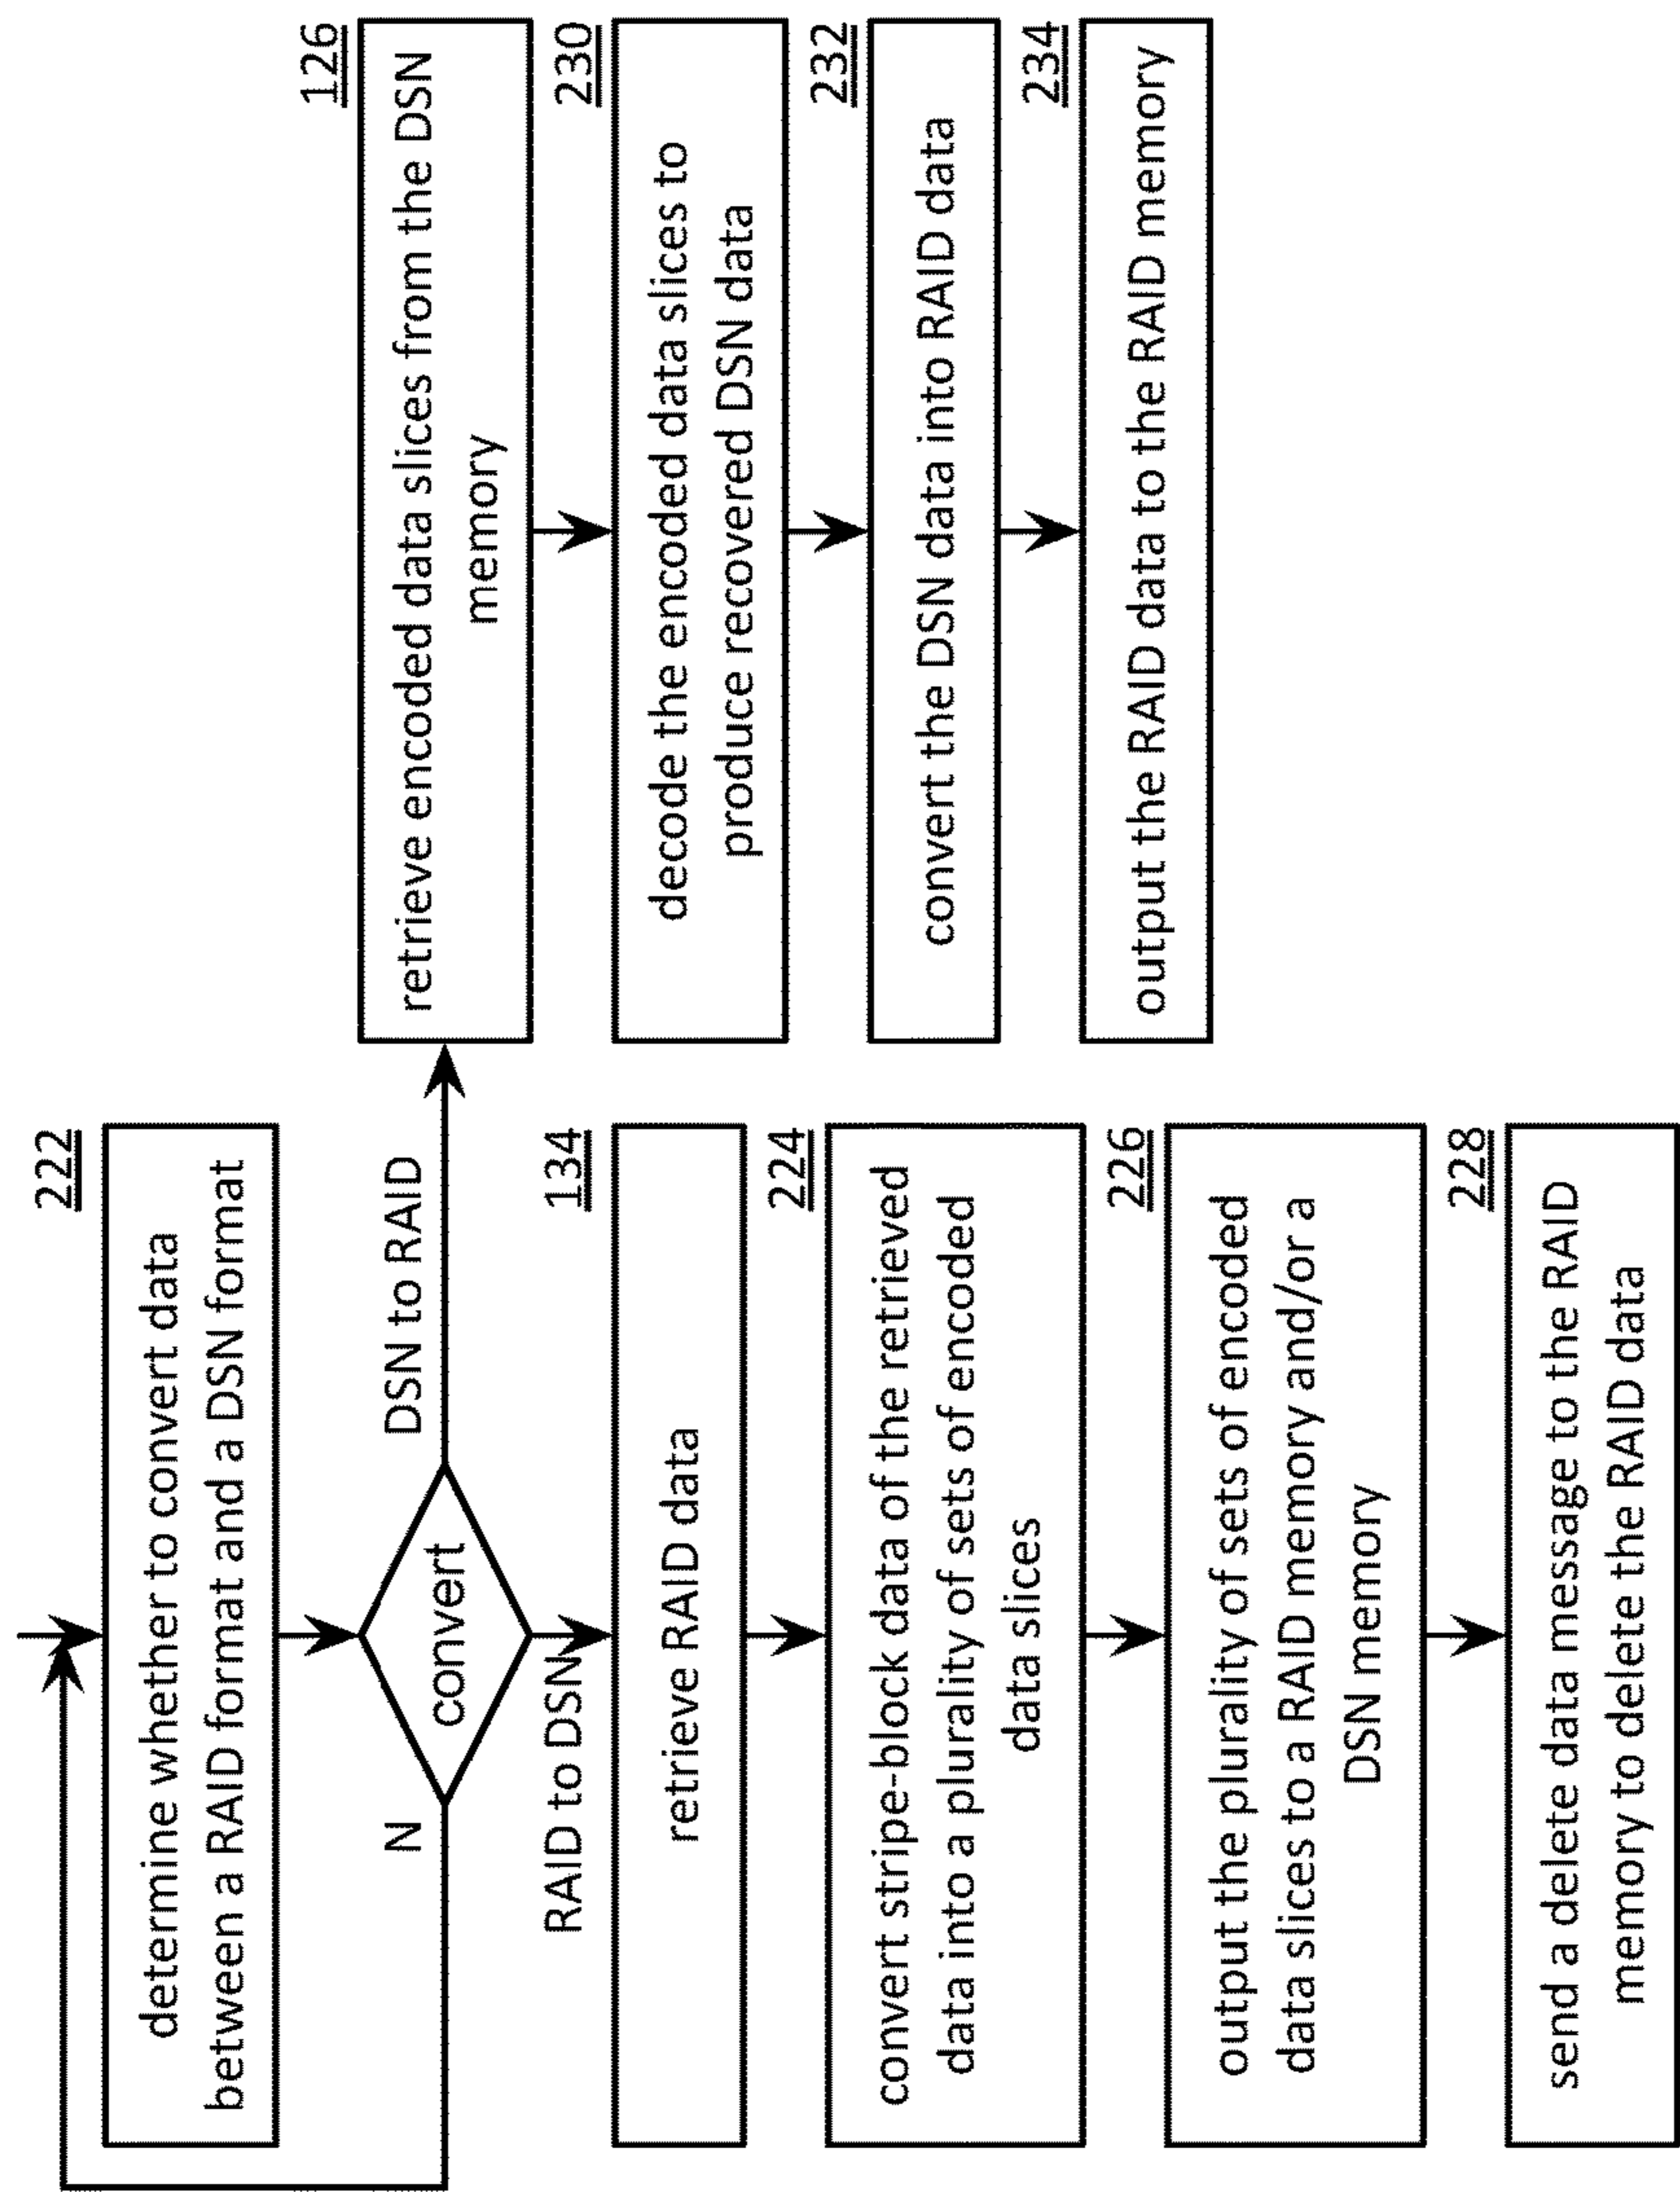 222
determine whether to convert data
between a RAID format and a DSN format
convert
N
DSN to RAID
RAID to DSN
134
retrieve RAID data
224
convert stripe-block data of the retrieved
data into a plurality of sets of encoded
data slices
226
output the plurality of sets of encoded
data slices to a RAID memory and/or a
DSN memory
228
send a delete data message to the RAID
memory to delete the RAID data
126
retrieve encoded data slices from the DSN
memory
230
decode the encoded data slices to
produce recovered DSN data
232
convert the DSN data into RAID data
234
output the RAID data to the RAID memory